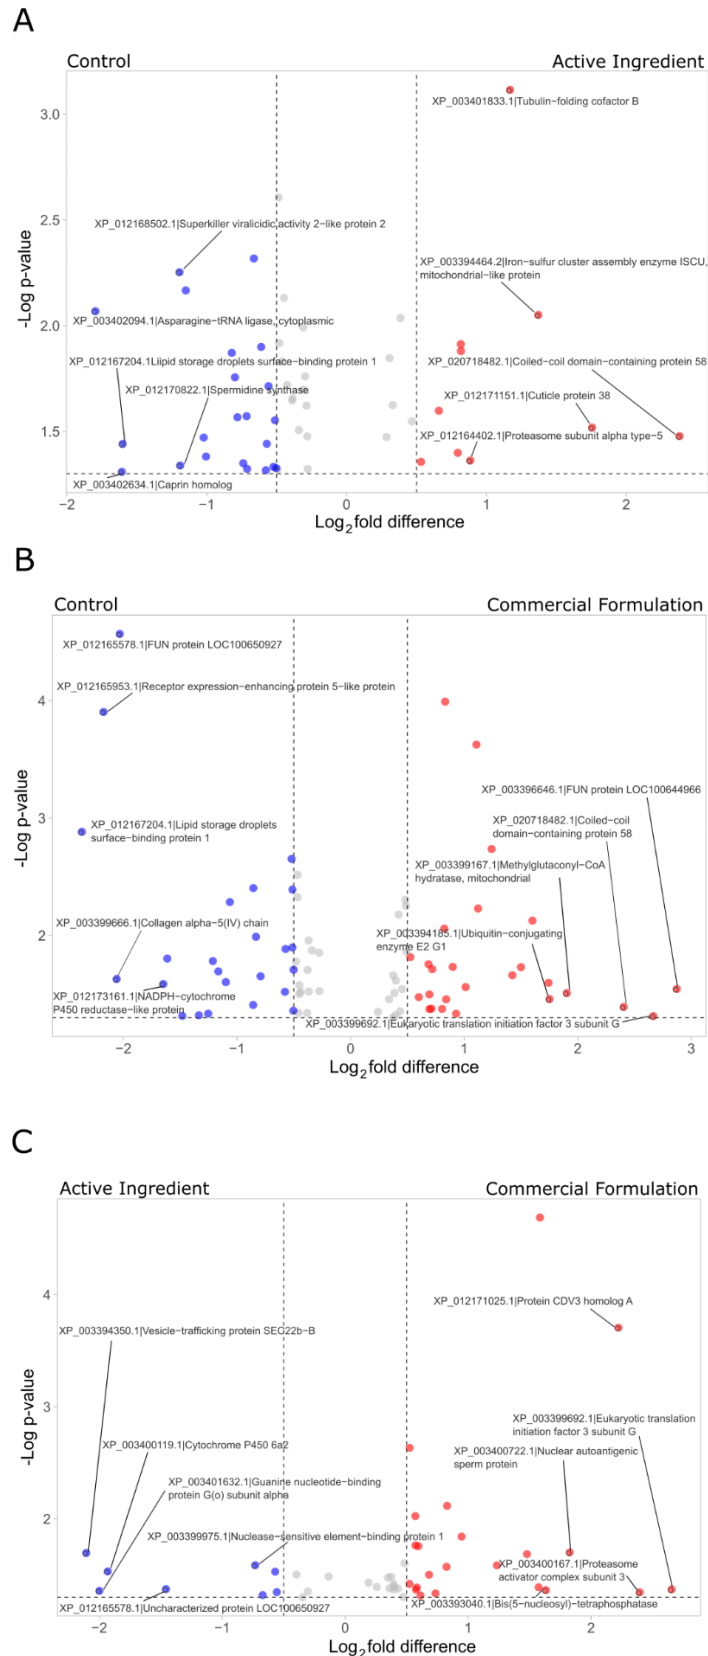 A
Control Active Ingredient
XP_003401833.1|Tubulin-folding cofactor B
3.0
XP_012168502.1|Superkiller viralicidic activity 2-like protein 2
2.5
XP_003394464.2|Iron-sulfur cluster assembly enzyme ISCU,
mitochondrial-like protein
-Log p-value
XP_003402094.1|Asparagine-tRNA ligase, cytoplasmic
2.0
XP_012167204.1Liipid storage droplets surface-binding protein 1
XP_020718482.1|Coiled-coil domain-containing protein 58
XP_012170822.1|Spermidine synthase
XP_012171151.1|Cuticle protein 38
XP_012164402.1|Proteasome subunit alpha type-5
1.5
XP_003402634.1|Caprin homolog
-2 -1 0 1 2
Log2fold difference
B
Control Commercial Formulation
XP_012165578.1|FUN protein LOC100650927
XP_012165953.1|Receptor expression-enhancing protein 5-like protein
4
XP_003396646.1|FUN protein LOC100644966
XP_012167204.1|Lipid storage droplets
surface-binding protein 1
XP_020718482.1|Coiled-coil
domain-containing protein 58
3
-Log p-value
XP_003399167.1|Methylglutaconyl-CoA
hydratase, mitochondrial
XP_003399666.1|Collagen alpha-5(IV) chain
XP_003394185.1|Ubiquitin-conjugating
enzyme E2 G1
2
XP_012173161.1|NADPH-cytochrome
P450 reductase-like protein
XP_003399692.1|Eukaryotic translation initiation factor 3 subunit G
-2 -1 0 1 2 3
Log2fold difference
C
Active Ingredient Commercial Formulation
XP_012171025.1|Protein CDV3 homolog A
4
XP_003394350.1|Vesicle-trafficking protein SEC22b-B
3
-Log p-value
XP_003399692.1|Eukaryotic translation
initiation factor 3 subunit G
XP_003400119.1|Cytochrome P450 6a2
XP_003400722.1|Nuclear autoantigenic
sperm protein
XP_003401632.1|Guanine nucleotide-binding
protein G(o) subunit alpha
2
XP_003399975.1|Nuclease-sensitive element-binding protein 1
XP_003400167.1|Proteasome
activator complex subunit 3
XP_012165578.1|Uncharacterized protein LOC100650927
XP_003393040.1|Bis(5-nucleosyl)-tetraphosphatase
-2 -1 0 1 2
Log2fold difference